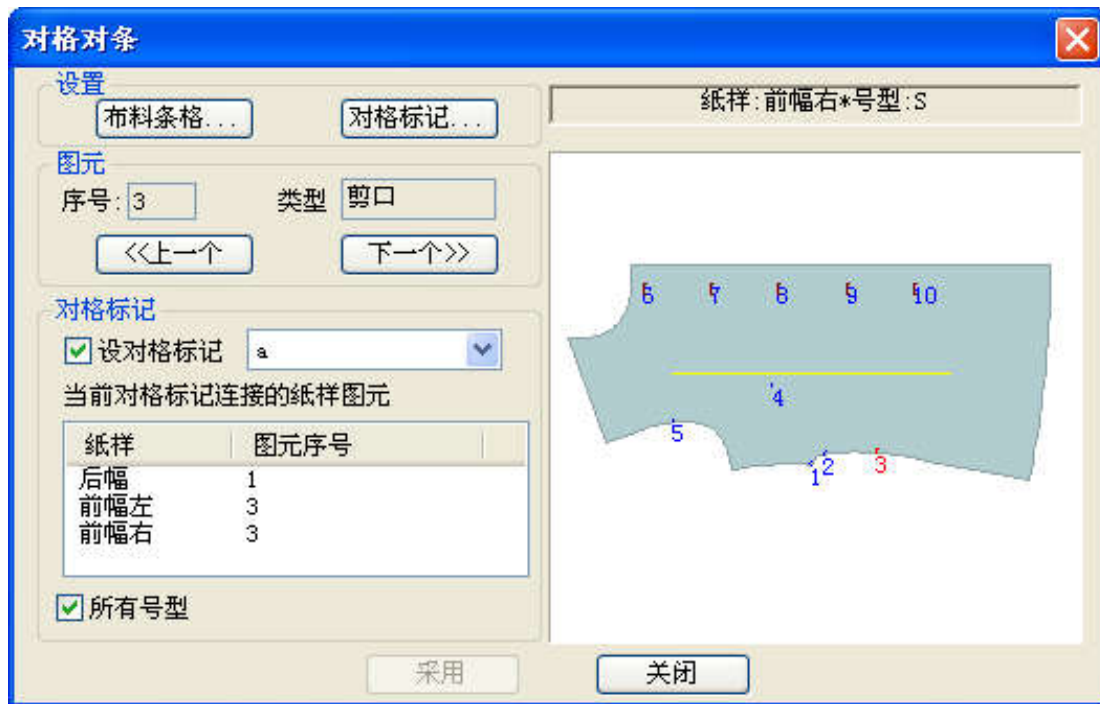 对格对条
设置
布料条格... 对格标记...
图元
序号: 3 类型 剪口
<<上一个 下一个>>
对格标记
设对格标记 a
当前对格标记连接的纸样图元
纸样 图元序号
后幅 1
前幅左 3
前幅右 3
所有号型
纸样:前幅右*号型:S
6 7 8 9 10
4
5
1 2 3
采用 关闭